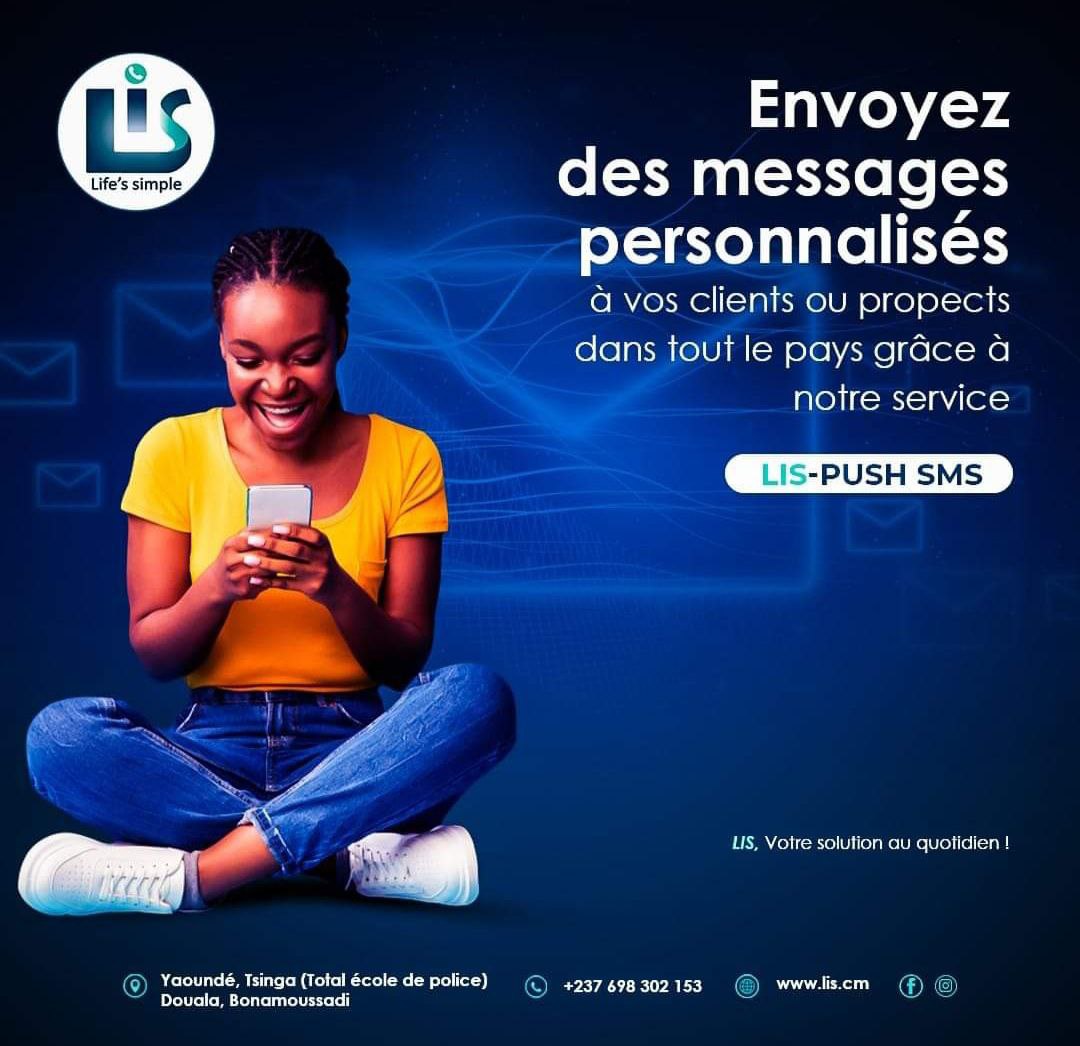 LiS
Life's simple
Envoyez
des messages
personnalisés
à vos clients ou propects
dans tout le pays grâce à
notre service
LIS-PUSH SMS
LIS, Votre solution au quotidien !
Yaoundé, Tsinga (Total école de police)
Douala, Bonamoussadi
+237 698 302 153
www.lis.cm